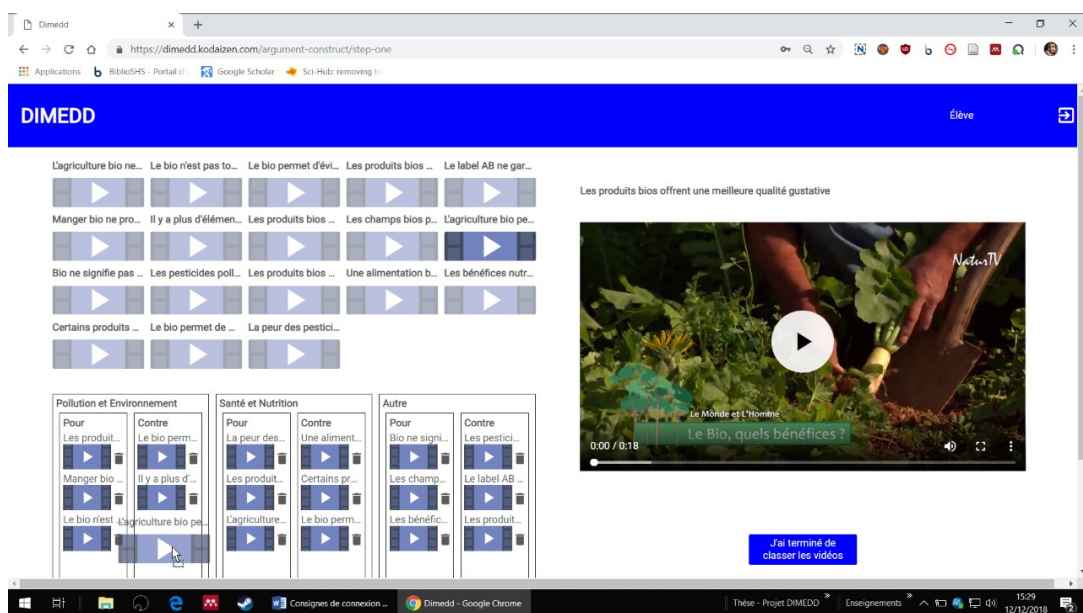 Dimedd
https://dimedd.kodaizen.com/argument-construct/step-one
Applications
BiblioSHS - Portail d'
Google Scholar
Sci-Hub: removing b
DIMEDD
Élève
L'agriculture bio ne...
Le bio n'est pas to...
Le bio permet d'évi...
Les produits bios ...
Le label AB ne gar...
Manger bio ne pro...
Il y a plus d'élémen...
Les produits bios ...
Les champs bios p...
L'agriculture bio pe...
Bio ne signifie pas ...
Les pesticides poll...
Les produits bios ...
Une alimentation b...
Les bénéfices nutr...
Certains produits ...
Le bio permet de ...
La peur des pestici...
Les produits bios offrent une meilleure qualité gustative
NaturTV
Le Monde et L'Homme
Le Bio, quels bénéfices ?
0:00 / 0:18
Pollution et Environnement
Pour
Les produit...
Manger bio ...
Le bio n'est ...
Contre
Le bio perm...
Il y a plus d'...
L'agriculture bio pe...
Santé et Nutrition
Pour
La peur des...
Les produit...
L'agriculture...
Contre
Une aliment...
Certains pr...
Le bio perm...
Autre
Pour
Bio ne signi...
Les champ...
Les bénéfic...
Contre
Les pestici...
Le label AB ...
Les produit...
J'ai terminé de
classer les vidéos
Consignes de connexion ...
Dimedd - Google Chrome
Thèse - Projet DIMEDD
Enseignements
15:29
12/12/2018